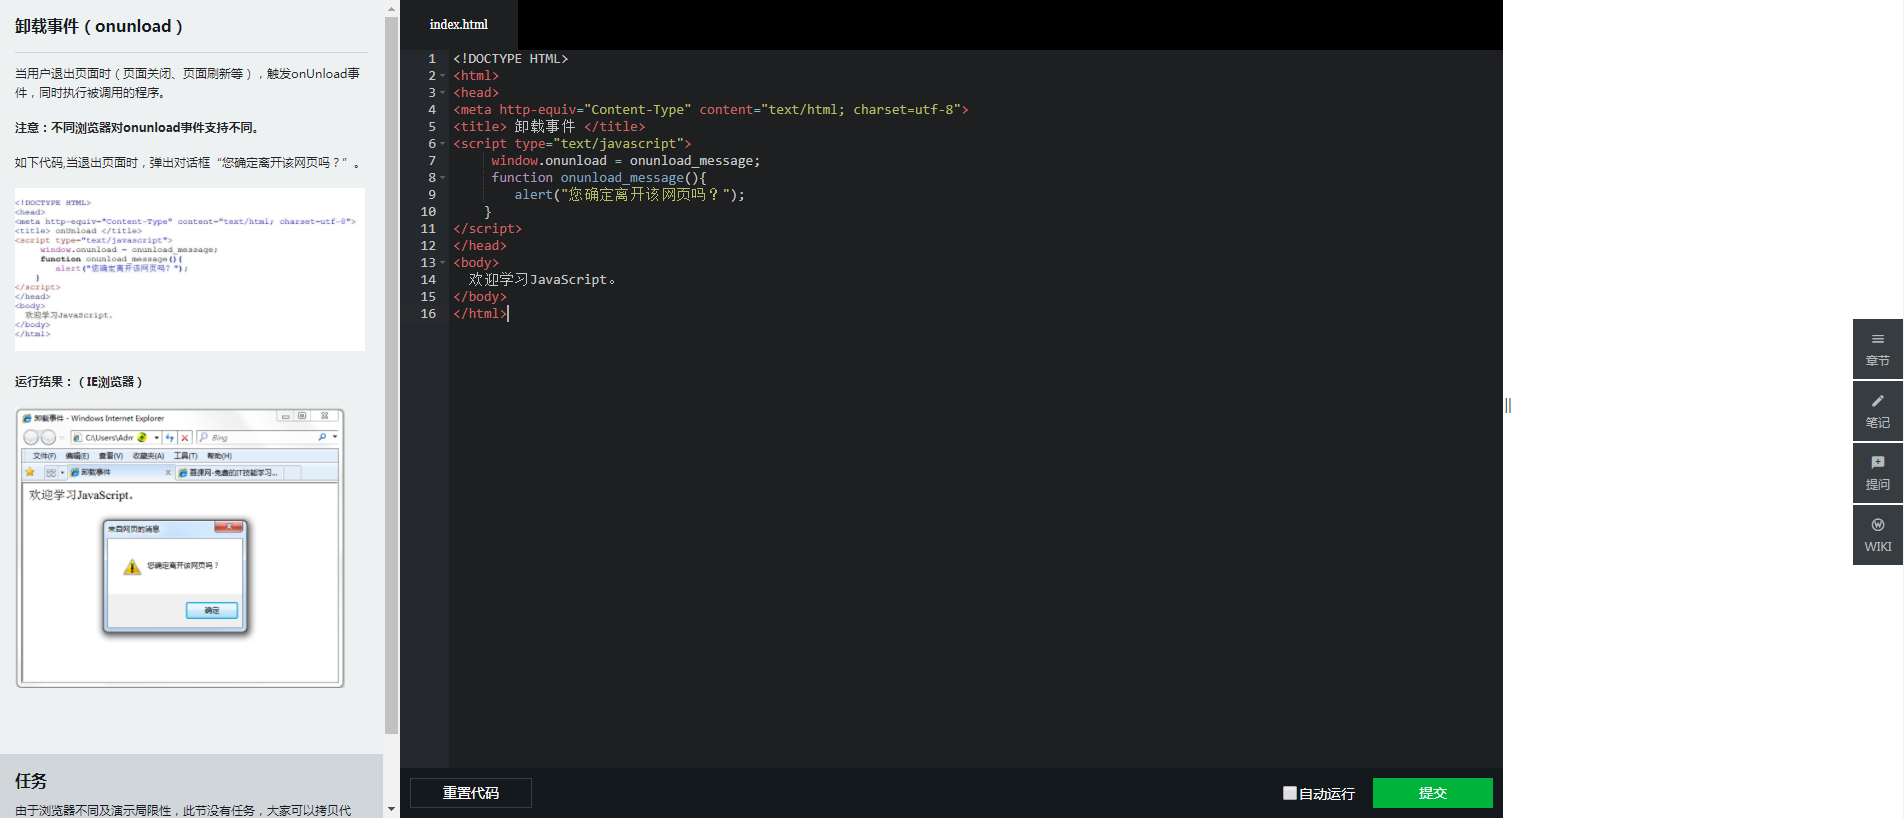 卸载事件（onunload）
当用户退出页面时（页面关闭、页面刷新等），触发onUnload事
件，同时执行被调用的程序。
注意：不同浏览器对onunload事件支持不同。
如下代码,当退出页面时，弹出对话框“您确定离开该网页吗？”。
<!DOCTYPE HTML>
<head>
<meta http-equiv="Content-Type" content="text/html; charset=utf-8">
<title> onUnload </title>
<script type="text/javascript">
window.onunload = onunload_message;
function onunload_message(){
alert("您确定离开该网页吗？");
}
</script>
</head>
<body>
欢迎学习JavaScript。
</body>
</html>
运行结果：（IE浏览器）
卸载事件 - Windows Internet Explorer
C:\Users\Adm
Bing
文件(F) 编辑(E) 查看(V) 收藏夹(A) 工具(T) 帮助(H)
卸载事件
慕课网-免费的IT技能学习...
欢迎学习JavaScript。
来自网页的消息
您确定离开该网页吗？
确定
任务
由于浏览器不同及演示局限性，此节没有任务，大家可以拷贝代
index.html
1 <!DOCTYPE HTML>
2 <html>
3 <head>
4 <meta http-equiv="Content-Type" content="text/html; charset=utf-8">
5 <title> 卸载事件 </title>
6 <script type="text/javascript">
7 window.onunload = onunload_message;
8 function onunload_message(){
9 alert("您确定离开该网页吗？");
10 }
11 </script>
12 </head>
13 <body>
14 欢迎学习JavaScript。
15 </body>
16 </html>
重置代码
自动运行
提交
章节
笔记
提问
WIKI